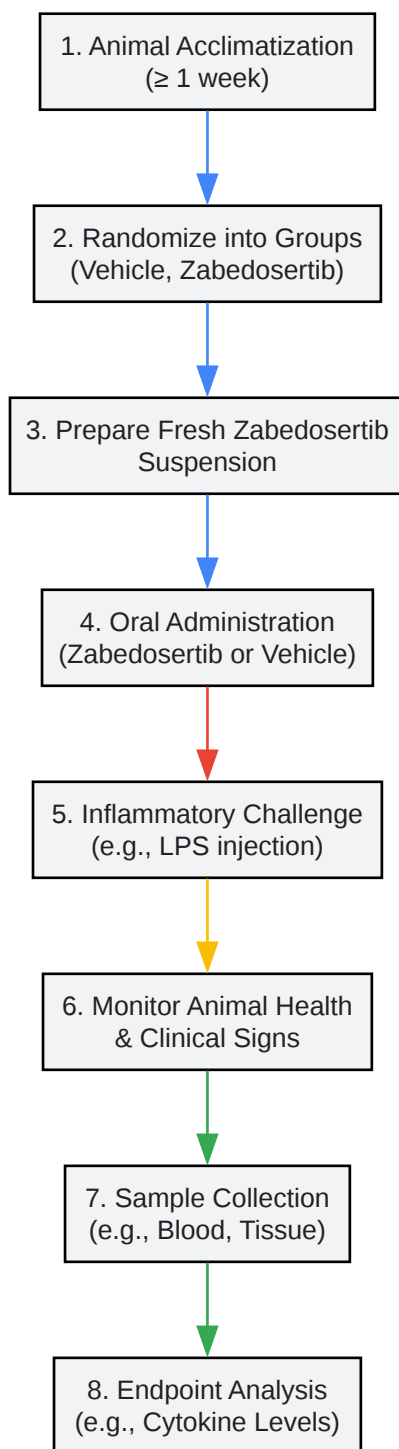 1. Animal Acclimatization
(≥ 1 week)
2. Randomize into Groups
(Vehicle, Zabedosertib)
3. Prepare Fresh Zabedosertib
Suspension
4. Oral Administration
(Zabedosertib or Vehicle)
5. Inflammatory Challenge
(e.g., LPS injection)
6. Monitor Animal Health
& Clinical Signs
7. Sample Collection
(e.g., Blood, Tissue)
8. Endpoint Analysis
(e.g., Cytokine Levels)